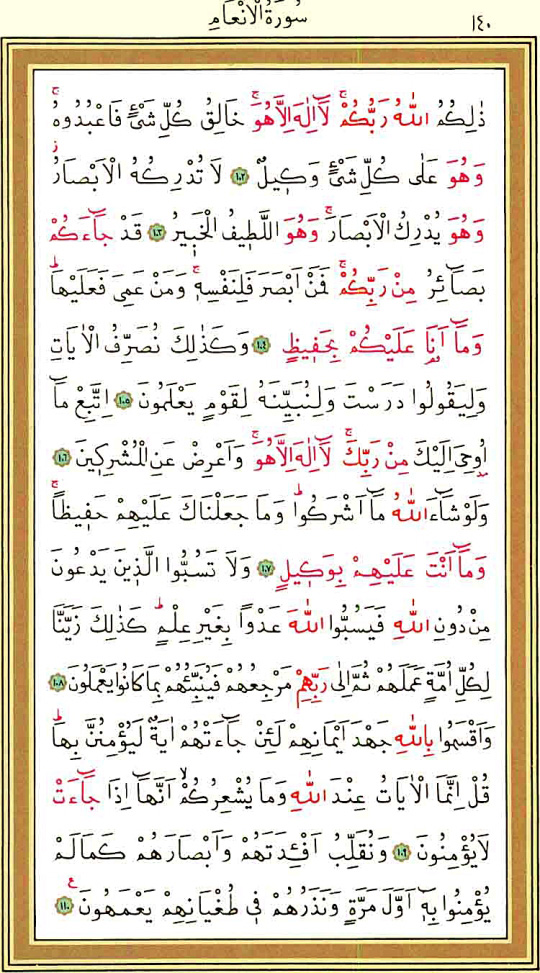 ١٤٠ سُورَةُ الْاَنْعَامِ
ذٰلِكُمُ اللّٰهُ رَبُّكُمْۚ لَٓا اِلٰهَ اِلَّا هُوَۚ خَالِقُ كُلِّ شَيْءٍ فَاعْبُدُوهُۚ
وَهُوَ عَلٰى كُلِّ شَيْءٍ وَكِيلٌ ﴿١٠٢﴾ لَا تُدْرِكُهُ الْاَبْصَارُۘ
وَهُوَ يُدْرِكُ الْاَبْصَارَۚ وَهُوَ اللَّطِيفُ الْخَبِيرُ ﴿١٠٣﴾ قَدْ جَٓاءَكُمْ
بَصَٓائِرُ مِنْ رَبِّكُمْۚ فَمَنْ اَبْصَرَ فَلِنَفْسِه۪ۚ وَمَنْ عَمِيَ فَعَلَيْهَاۜ
وَمَٓا اَنَا۬ عَلَيْكُمْ بِحَف۪يظٍ ﴿١٠٤﴾ وَكَذٰلِكَ نُصَرِّفُ الْاٰيَاتِ
وَلِيَقُولُوا دَرَسْتَ وَلِنُبَيِّنَهُ لِقَوْمٍ يَعْلَمُونَ ﴿١٠٥﴾ اِتَّبِعْ مَٓا
اُو۫حِيَ اِلَيْكَ مِنْ رَبِّكَۚ لَٓا اِلٰهَ اِلَّا هُوَۚ وَاَعْرِضْ عَنِ الْمُشْرِك۪ينَ ﴿١٠٦﴾
وَلَوْ شَٓاءَ اللّٰهُ مَٓا اَشْرَكُواۜ وَمَا جَعَلْنَاكَ عَلَيْهِمْ حَف۪يظًاۚ
وَمَٓا اَنْتَ عَلَيْهِمْ بِوَك۪يلٍ ﴿١٠٧﴾ وَلَا تَسُبُّوا الَّذ۪ينَ يَدْعُونَ
مِنْ دُونِ اللّٰهِ فَيَسُبُّوا اللّٰهَ عَدْوًا بِغَيْرِ عِلْمٍۜ كَذٰلِكَ زَيَّنَّا
لِكُلِّ اُمَّةٍ عَمَلَهُمْ ثُمَّ اِلٰى رَبِّهِمْ مَرْجِعُهُمْ فَيُنَبِّئُهُمْ بِمَا كَانُوا يَعْمَلُونَ ﴿١٠٨﴾
وَاَقْسَمُوا بِاللّٰهِ جَهْدَ اَيْمَانِهِمْ لَئِنْ جَٓاءَتْهُمْ اٰيَةٌ لَيُؤْمِنُنَّ بِهَاۜ
قُلْ اِنَّمَا الْاٰيَاتُ عِنْدَ اللّٰهِ وَمَا يُشْعِرُكُمْۙ اَنَّهَٓا اِذَا جَٓاءَتْ
لَا يُؤْمِنُونَ ﴿١٠٩﴾ وَنُقَلِّبُ اَفْـِٔدَتَهُمْ وَاَبْصَارَهُمْ كَمَا لَمْ
يُؤْمِنُوا بِه۪ٓ اَوَّلَ مَرَّةٍ وَنَذَرُهُمْ ف۪ي طُغْيَانِهِمْ يَعْمَهُونَ ﴿١١٠﴾ ع